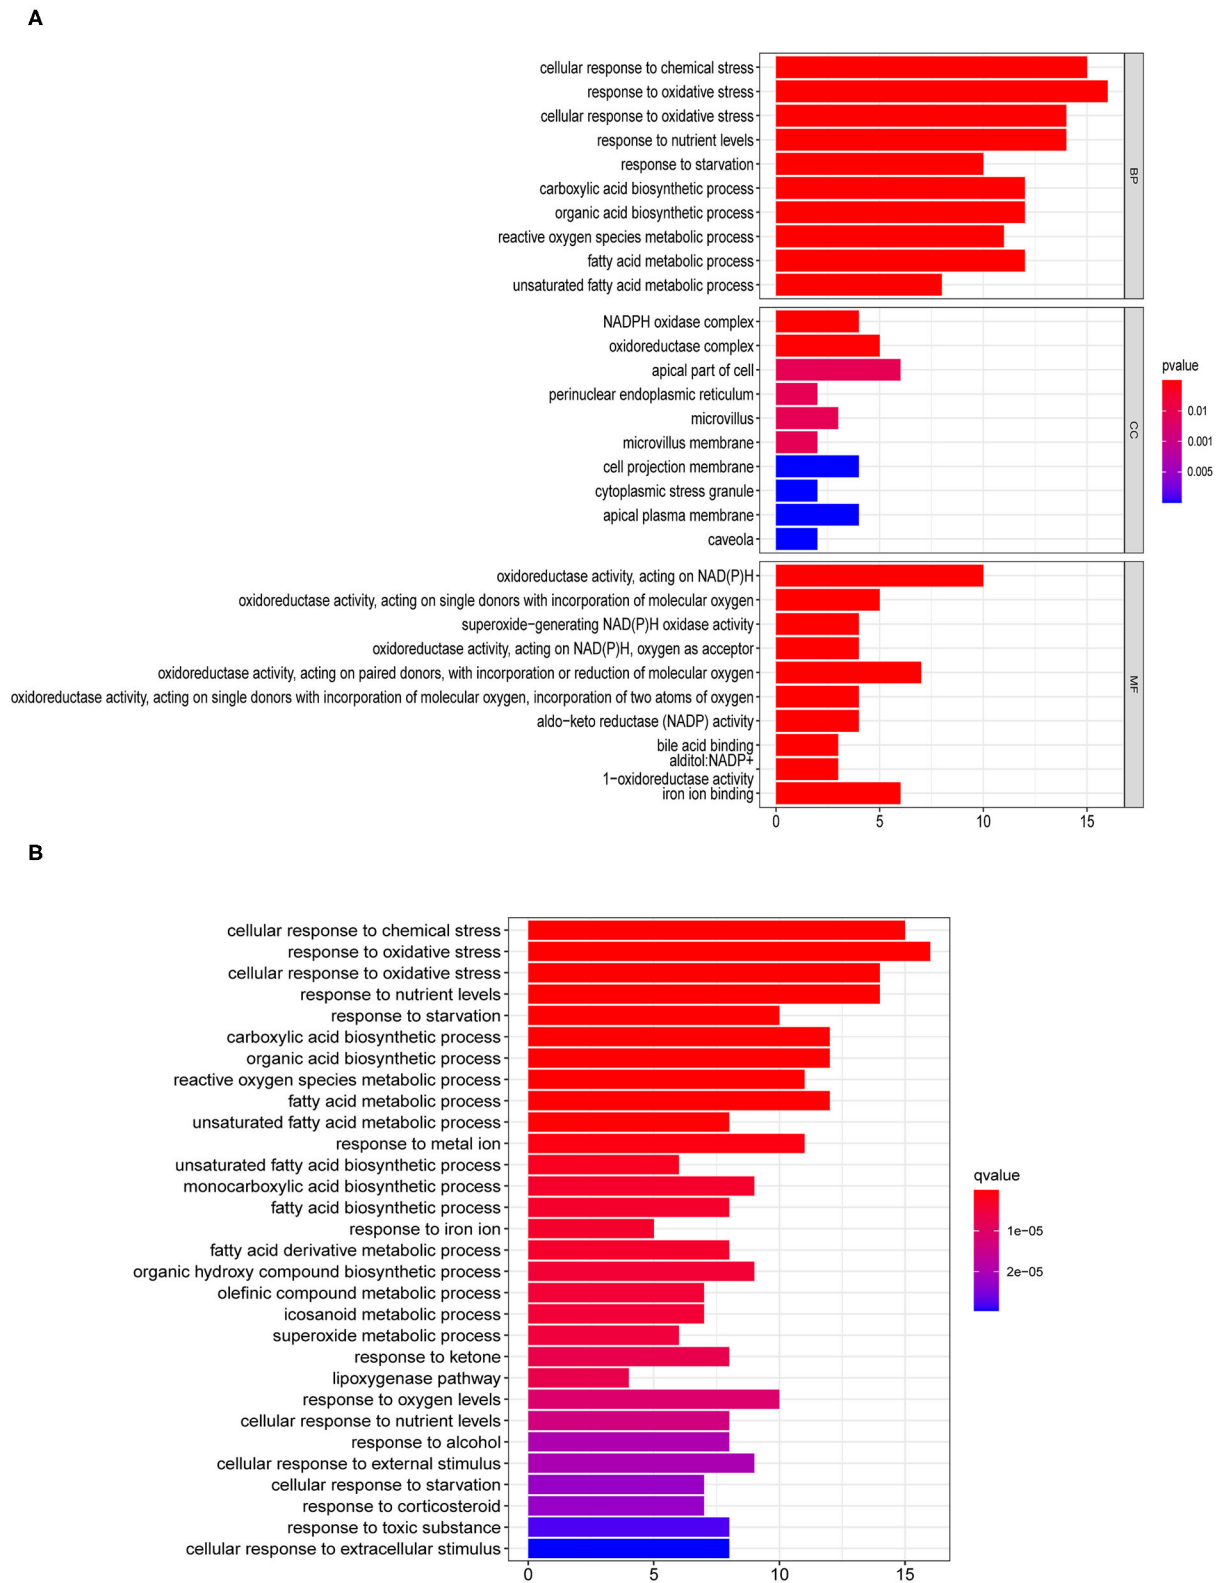 A
cellular response to chemical stress
response to oxidative stress
cellular response to oxidative stress
response to nutrient levels
response to starvation
carboxylic acid biosynthetic process
organic acid biosynthetic process
reactive oxygen species metabolic process
fatty acid metabolic process
unsaturated fatty acid metabolic process
BP
NADPH oxidase complex
oxidoreductase complex
apical part of cell
perinuclear endoplasmic reticulum
microvillus
microvillus membrane
cell projection membrane
cytoplasmic stress granule
apical plasma membrane
caveola
CC
oxidoreductase activity, acting on NAD(P)H
oxidoreductase activity, acting on single donors with incorporation of molecular oxygen
superoxide−generating NAD(P)H oxidase activity
oxidoreductase activity, acting on NAD(P)H, oxygen as acceptor
oxidoreductase activity, acting on paired donors, with incorporation or reduction of molecular oxygen
oxidoreductase activity, acting on single donors with incorporation of molecular oxygen, incorporation of two atoms of oxygen
aldo−keto reductase (NADP) activity
bile acid binding
alditol:NADP+
1−oxidoreductase activity
iron ion binding
MF
0 5 10 15
pvalue
0.01
0.001
0.005
B
cellular response to chemical stress
response to oxidative stress
cellular response to oxidative stress
response to nutrient levels
response to starvation
carboxylic acid biosynthetic process
organic acid biosynthetic process
reactive oxygen species metabolic process
fatty acid metabolic process
unsaturated fatty acid metabolic process
response to metal ion
unsaturated fatty acid biosynthetic process
monocarboxylic acid biosynthetic process
fatty acid biosynthetic process
response to iron ion
fatty acid derivative metabolic process
organic hydroxy compound biosynthetic process
olefinic compound metabolic process
icosanoid metabolic process
superoxide metabolic process
response to ketone
lipoxygenase pathway
response to oxygen levels
cellular response to nutrient levels
response to alcohol
cellular response to external stimulus
cellular response to starvation
response to corticosteroid
response to toxic substance
cellular response to extracellular stimulus
0 5 10 15
qvalue
1e−05
2e−05